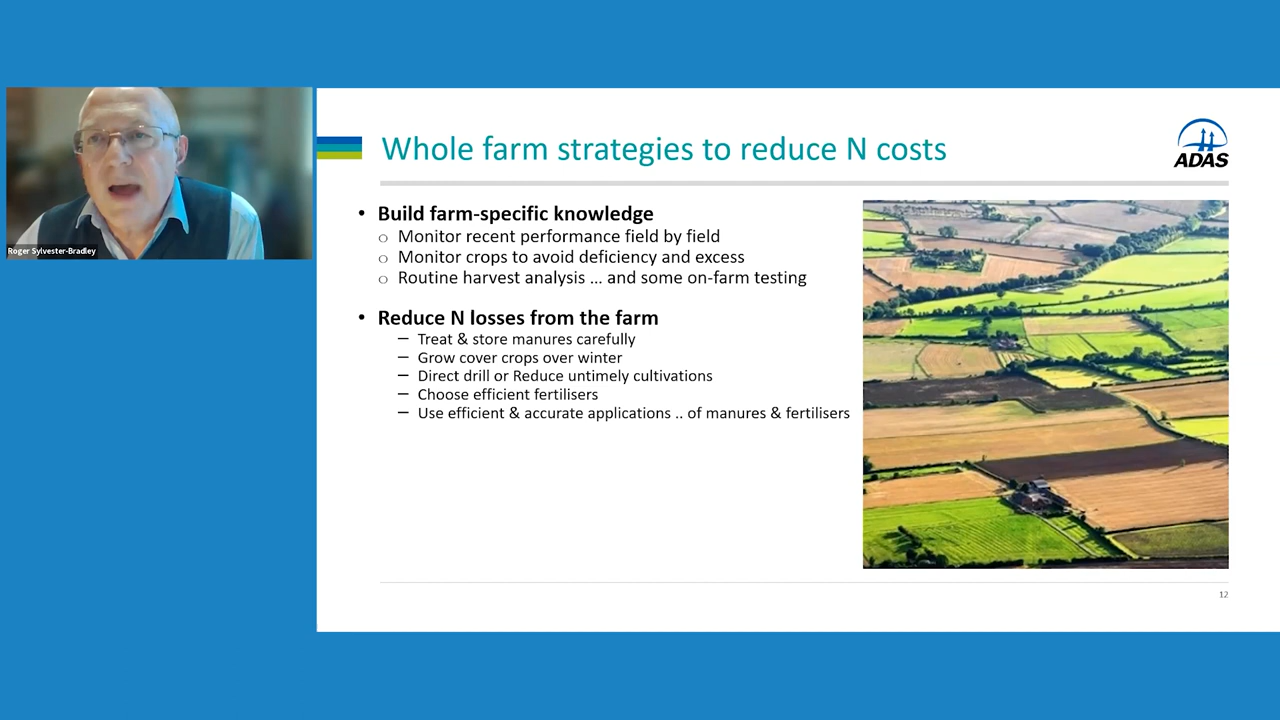 Roger Sylvester-Bradley
Whole farm strategies to reduce N costs
ADAS
• Build farm-specific knowledge
o Monitor recent performance field by field
o Monitor crops to avoid deficiency and excess
o Routine harvest analysis ... and some on-farm testing
• Reduce N losses from the farm
– Treat & store manures carefully
– Grow cover crops over winter
– Direct drill or Reduce untimely cultivations
– Choose efficient fertilisers
– Use efficient & accurate applications .. of manures & fertilisers
12